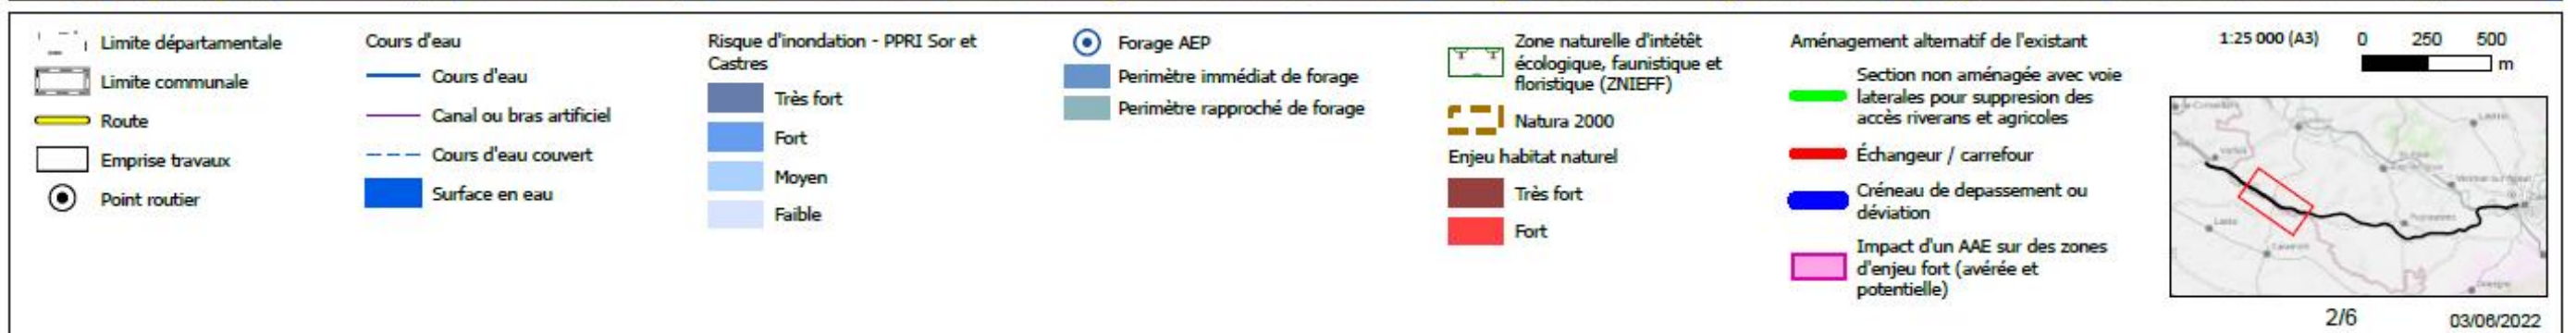 Limite départementale
Limite communale
Route
Emprise travaux
Point routier
Cours d'eau
Cours d'eau
Canal ou bras artificiel
Cours d'eau couvert
Surface en eau
Risque d'inondation - PPRI Sor et
Castres
Très fort
Fort
Moyen
Faible
Forage AEP
Perimètre immédiat de forage
Perimètre rapproché de forage
Zone naturelle d'intétêt
écologique, faunistique et
floristique (ZNIEFF)
Natura 2000
Enjeu habitat naturel
Très fort
Fort
Aménagement alternatif de l'existant
Section non aménagée avec voie
laterales pour suppresion des
accès riverans et agricoles
Échangeur / carrefour
Créneau de depassement ou
déviation
Impact d'un AAE sur des zones
d'enjeu fort (avérée et
potentielle)
1:25 000 (A3)
0 250 500
m
2/6
03/06/2022